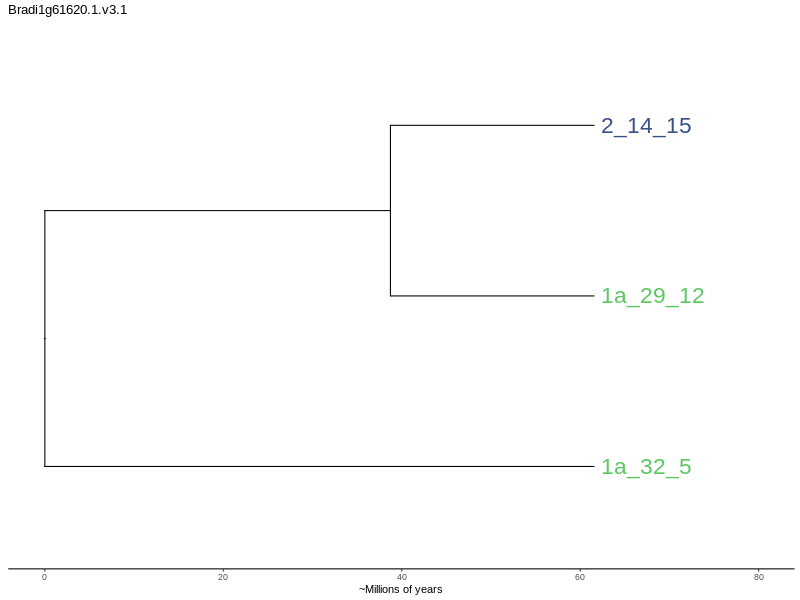 Bradi1g61620.1.v3.1
2_14_15
1a_29_12
1a_32_5
0 20 40 60 80
~Millions of years